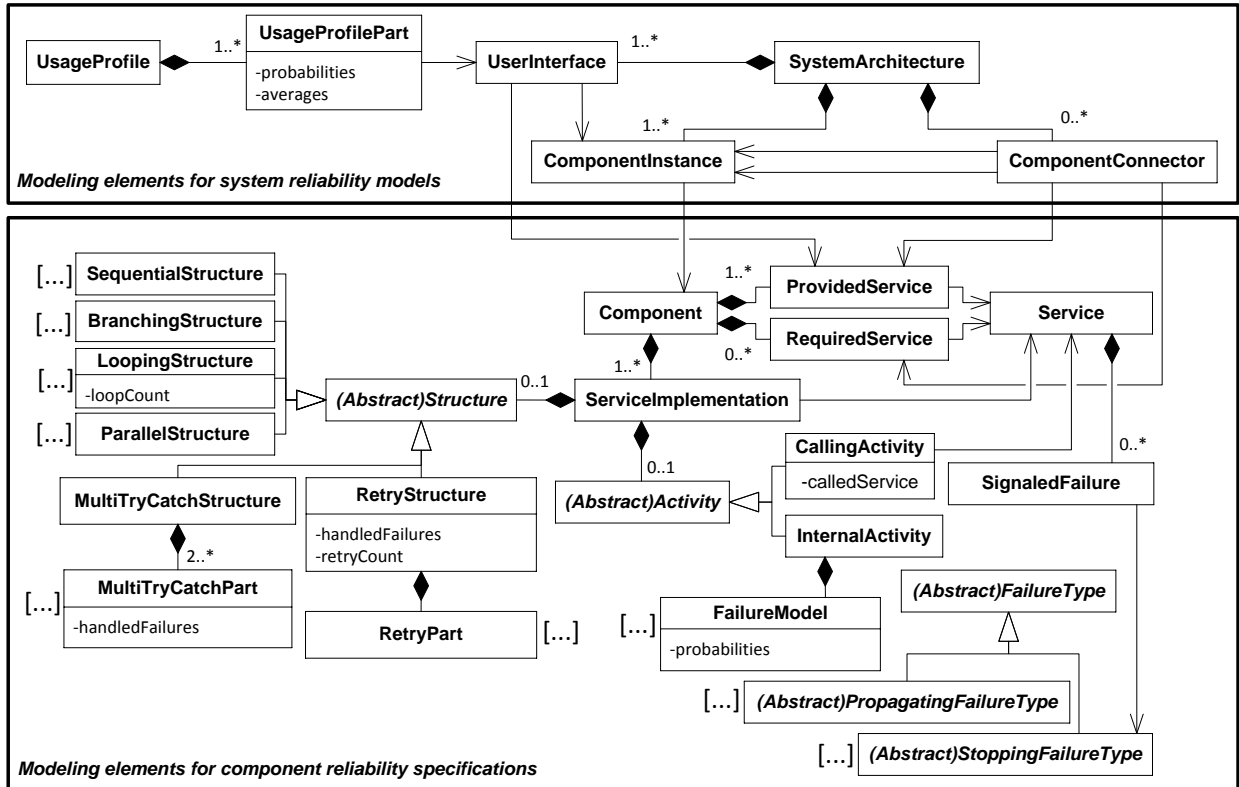 UsageProfile
1..*
UsageProfilePart
-probabilities
-averages
UserInterface
1..*
SystemArchitecture
1..*
0..*
ComponentInstance
ComponentConnector
Modeling elements for system reliability models
[...] SequentialStructure
[...] BranchingStructure
[...] LoopingStructure
-loopCount
[...] ParallelStructure
(Abstract)Structure
0..1
Component
1..*
0..*
ProvidedService
RequiredService
Service
1..*
ServiceImplementation
0..1
(Abstract)Activity
CallingActivity
-calledService
InternalActivity
0..*
SignaledFailure
MultiTryCatchStructure
2..*
[...] MultiTryCatchPart
-handledFailures
RetryStructure
-handledFailures
-retryCount
RetryPart [...]
[...] FailureModel
-probabilities
(Abstract)FailureType
[...] (Abstract)PropagatingFailureType
[...] (Abstract)StoppingFailureType
Modeling elements for component reliability specifications